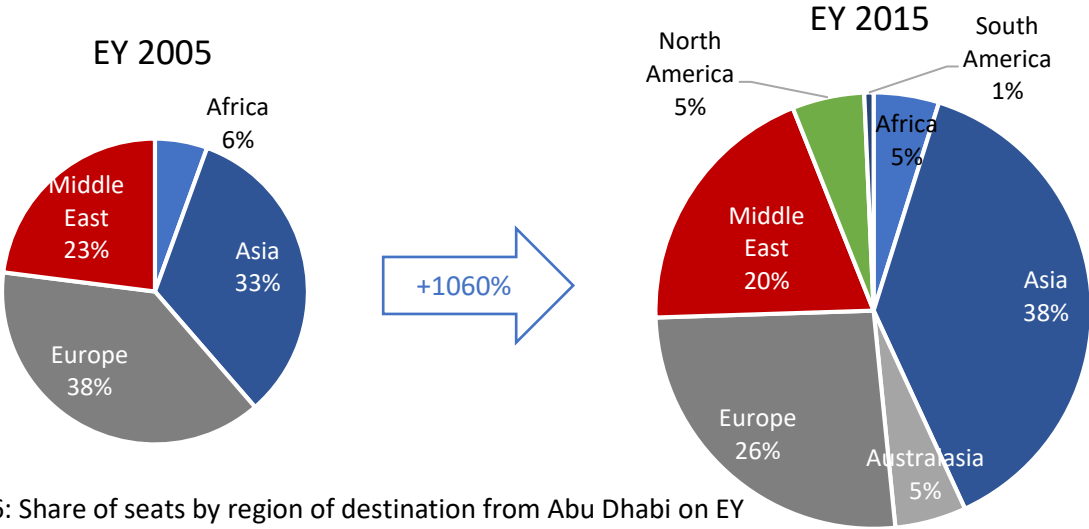 EY 2005
Africa
6%
Middle
East
23%
Asia
33%
Europe
38%
+1060%
EY 2015
North
America
5%
South
America
1%
Africa
5%
Middle
East
20%
Asia
38%
Europe
26%
Australasia
5%
: Share of seats by region of destination from Abu Dhabi on EY